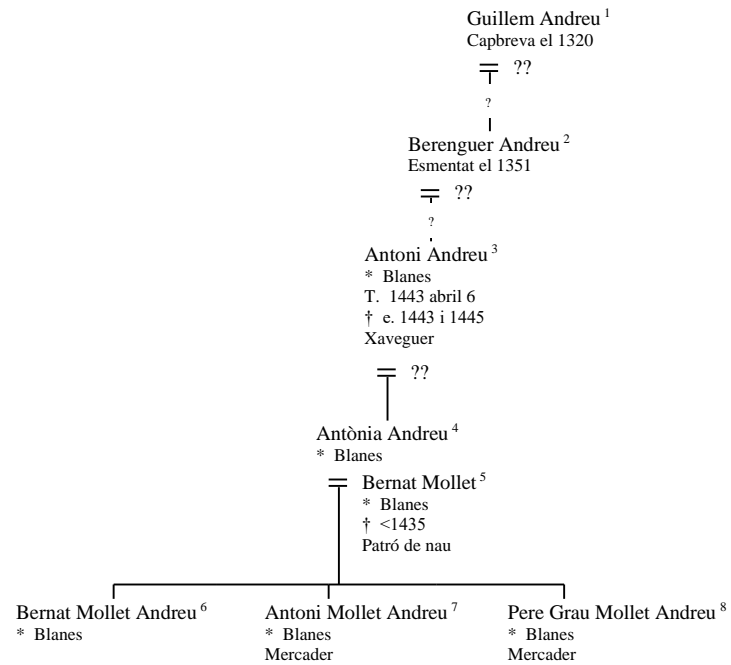 Guillem Andreu 1
Capbreva el 1320
??
?
Berenguer Andreu 2
Esmentat el 1351
??
?
Antoni Andreu 3
* Blanes
T. 1443 abril 6
† e. 1443 i 1445
Xaveguer
??
Antònia Andreu 4
* Blanes
Bernat Mollet 5
* Blanes
† <1435
Patró de nau
Bernat Mollet Andreu 6
* Blanes
Antoni Mollet Andreu 7
* Blanes
Mercader
Pere Grau Mollet Andreu 8
* Blanes
Mercader